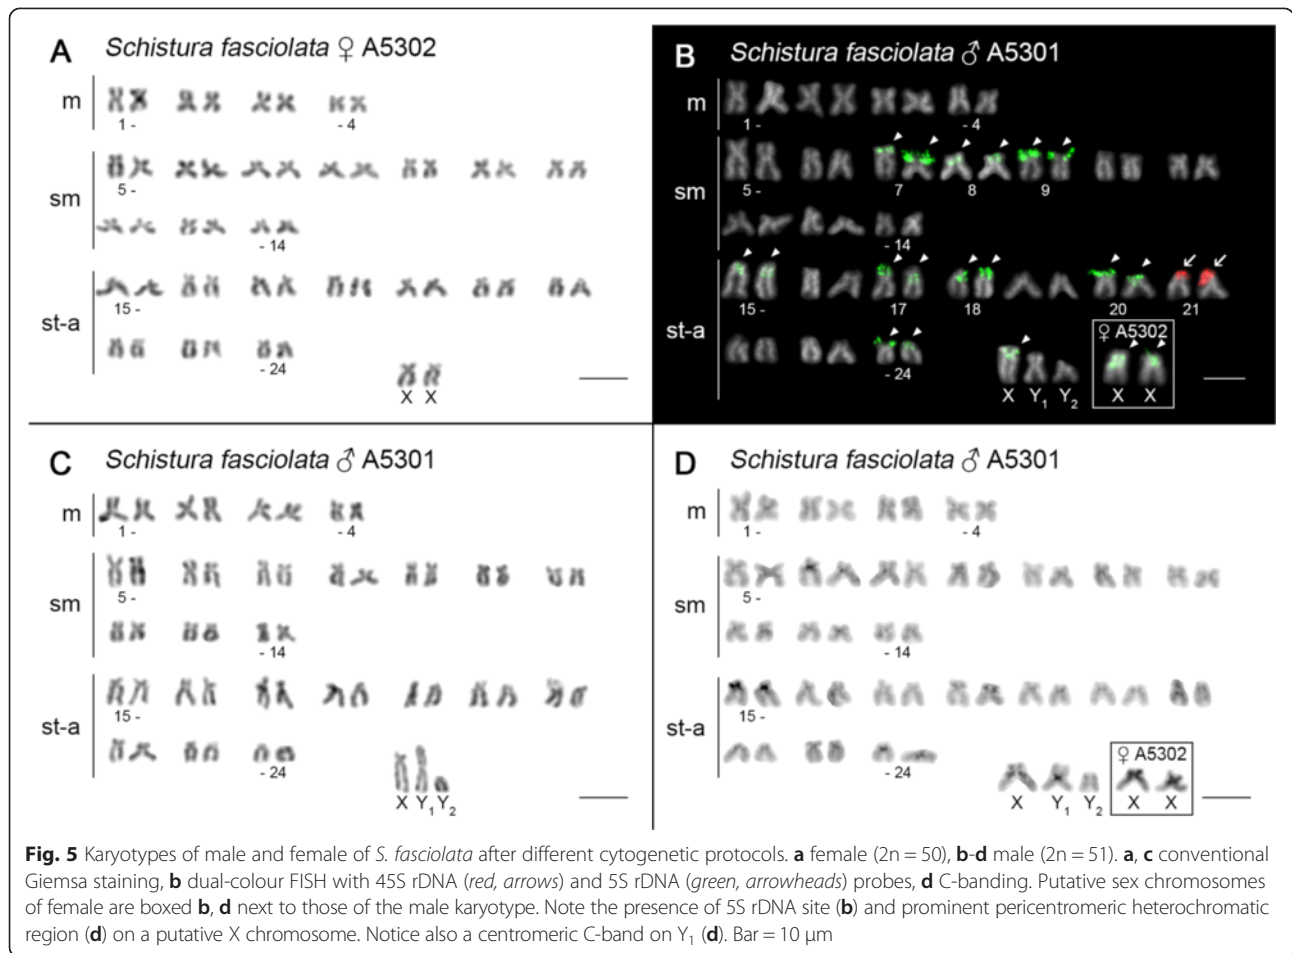 A Schistura fasciolata ♀ A5302
m
1 - - 4
sm
5 -
- 14
15 -
st-a
- 24
X X
B Schistura fasciolata ♂ A5301
m
1 - - 4
sm
5 - 7 8 9
- 14
15 - 17 18 20 21
st-a
- 24
♀ A5302
X Y1 Y2 X X
C Schistura fasciolata ♂ A5301
m
1 - - 4
5 -
sm
- 14
15 -
st-a
- 24
X Y1 Y2
D Schistura fasciolata ♂ A5301
m
1 - - 4
5 -
sm
- 14
15 -
st-a
- 24
♀ A5302
X Y1 Y2 X X
Fig. 5 Karyotypes of male and female of S. fasciolata after different cytogenetic protocols. a female (2n = 50), b-d male (2n = 51). a, c conventional
Giemsa staining, b dual-colour FISH with 45S rDNA (red, arrows) and 5S rDNA (green, arrowheads) probes, d C-banding. Putative sex chromosomes
of female are boxed b, d next to those of the male karyotype. Note the presence of 5S rDNA site (b) and prominent pericentromeric heterochromatic
region (d) on a putative X chromosome. Notice also a centromeric C-band on Y1 (d). Bar = 10 μm